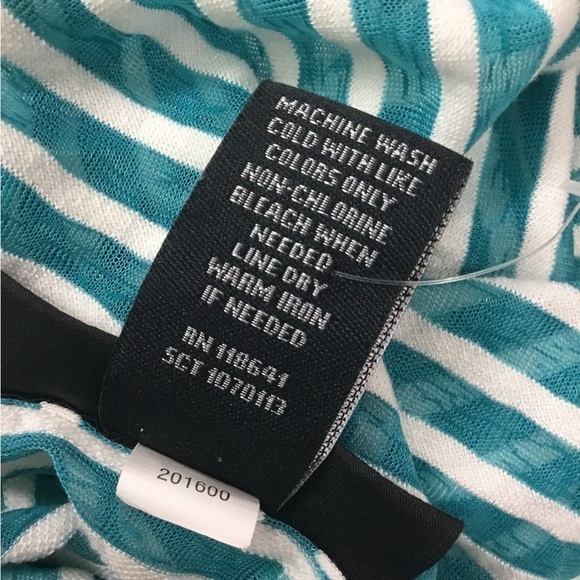 MACHINE WASH
COLD WITH LIKE
COLORS ONLY
NON-CHLORINE
BLEACH WHEN
NEEDED
LINE DRY
WARM IRON
IF NEEDED
RN 118641
SCT 1070113
201600